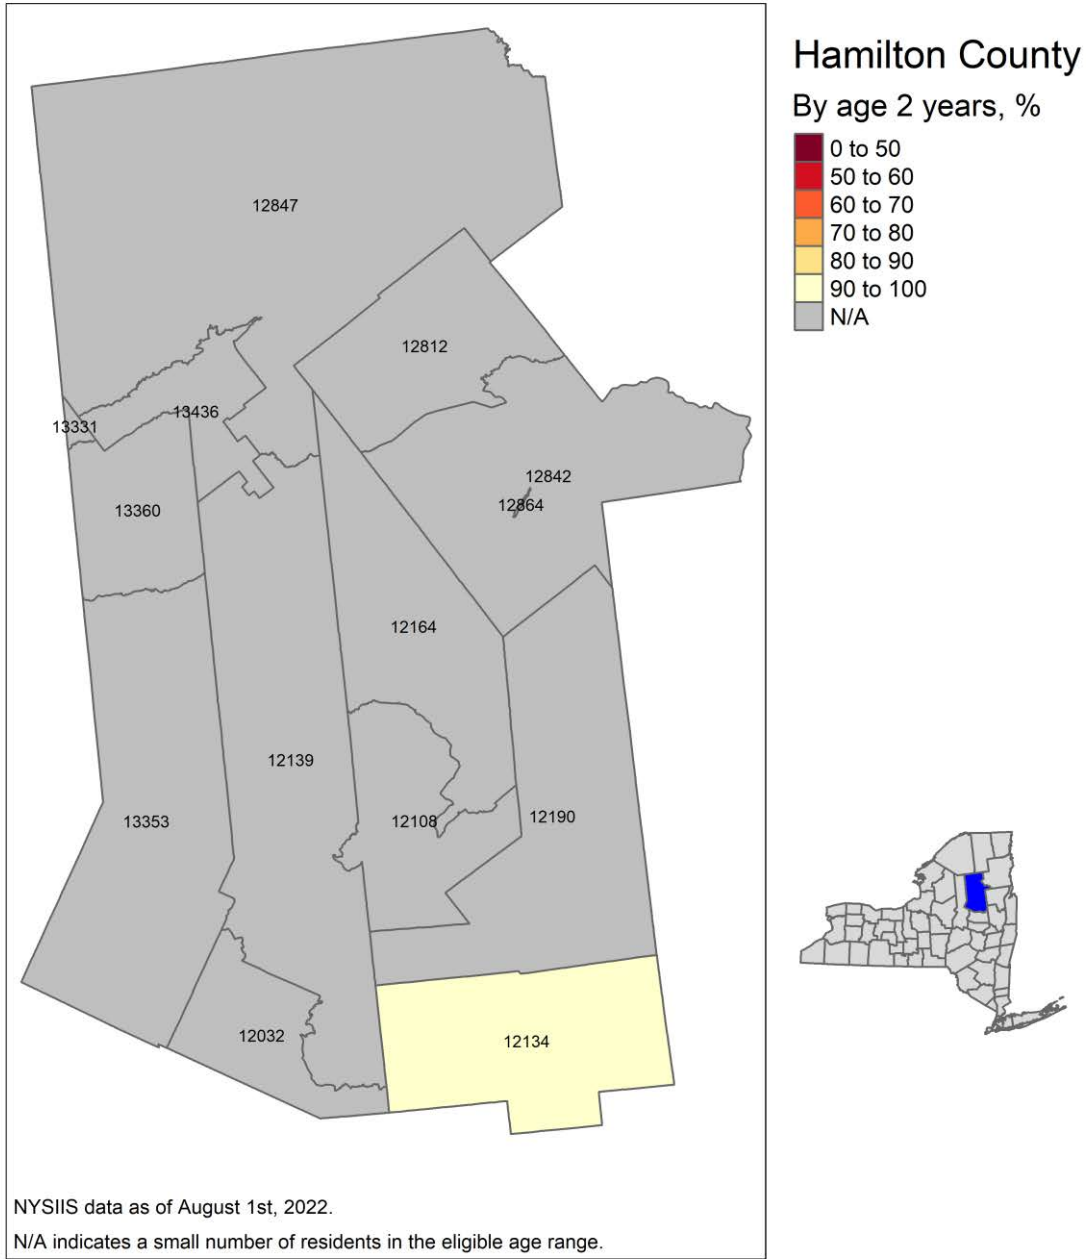 Hamilton County
By age 2 years, %
0 to 50
50 to 60
60 to 70
70 to 80
80 to 90
90 to 100
N/A
12847
12812
13436
13331
12842
12864
13360
12164
12139
12190
12108
13353
12032
12134
NYSIIS data as of August 1st, 2022.
N/A indicates a small number of residents in the eligible age range.